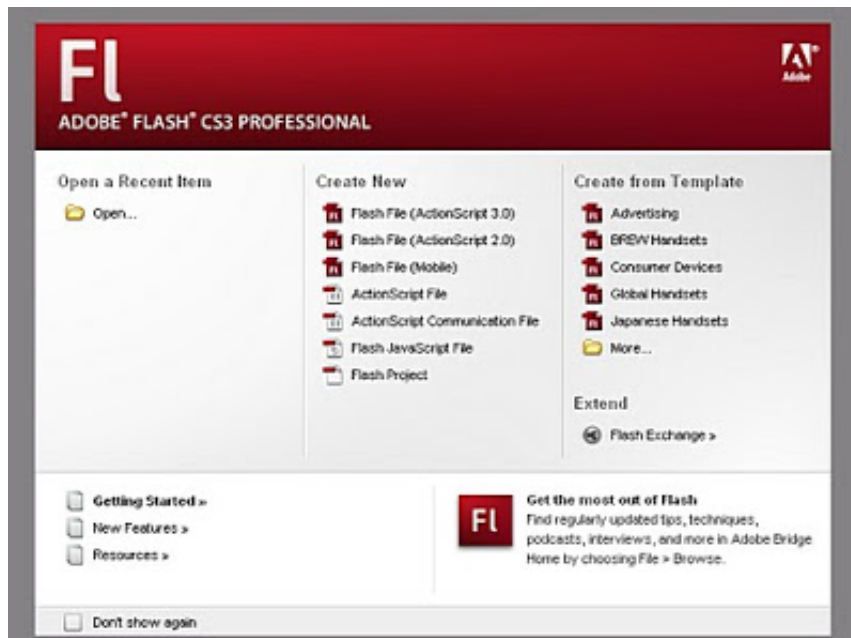 Fl
Adobe
ADOBE® FLASH® CS3 PROFESSIONAL
Open a Recent Item
Open...
Create New
Flash File (ActionScript 3.0)
Flash File (ActionScript 2.0)
Flash File (Mobile)
ActionScript File
ActionScript Communication File
Flash JavaScript File
Flash Project
Create from Template
Advertising
BREW Handsets
Consumer Devices
Global Handsets
Japanese Handsets
More...
Extend
Flash Exchange »
Getting Started »
New Features »
Resources »
Fl
Get the most out of Flash
Find regularly updated tips, techniques,
podcasts, interviews, and more in Adobe Bridge
Home by choosing File > Browse.
Don't show again